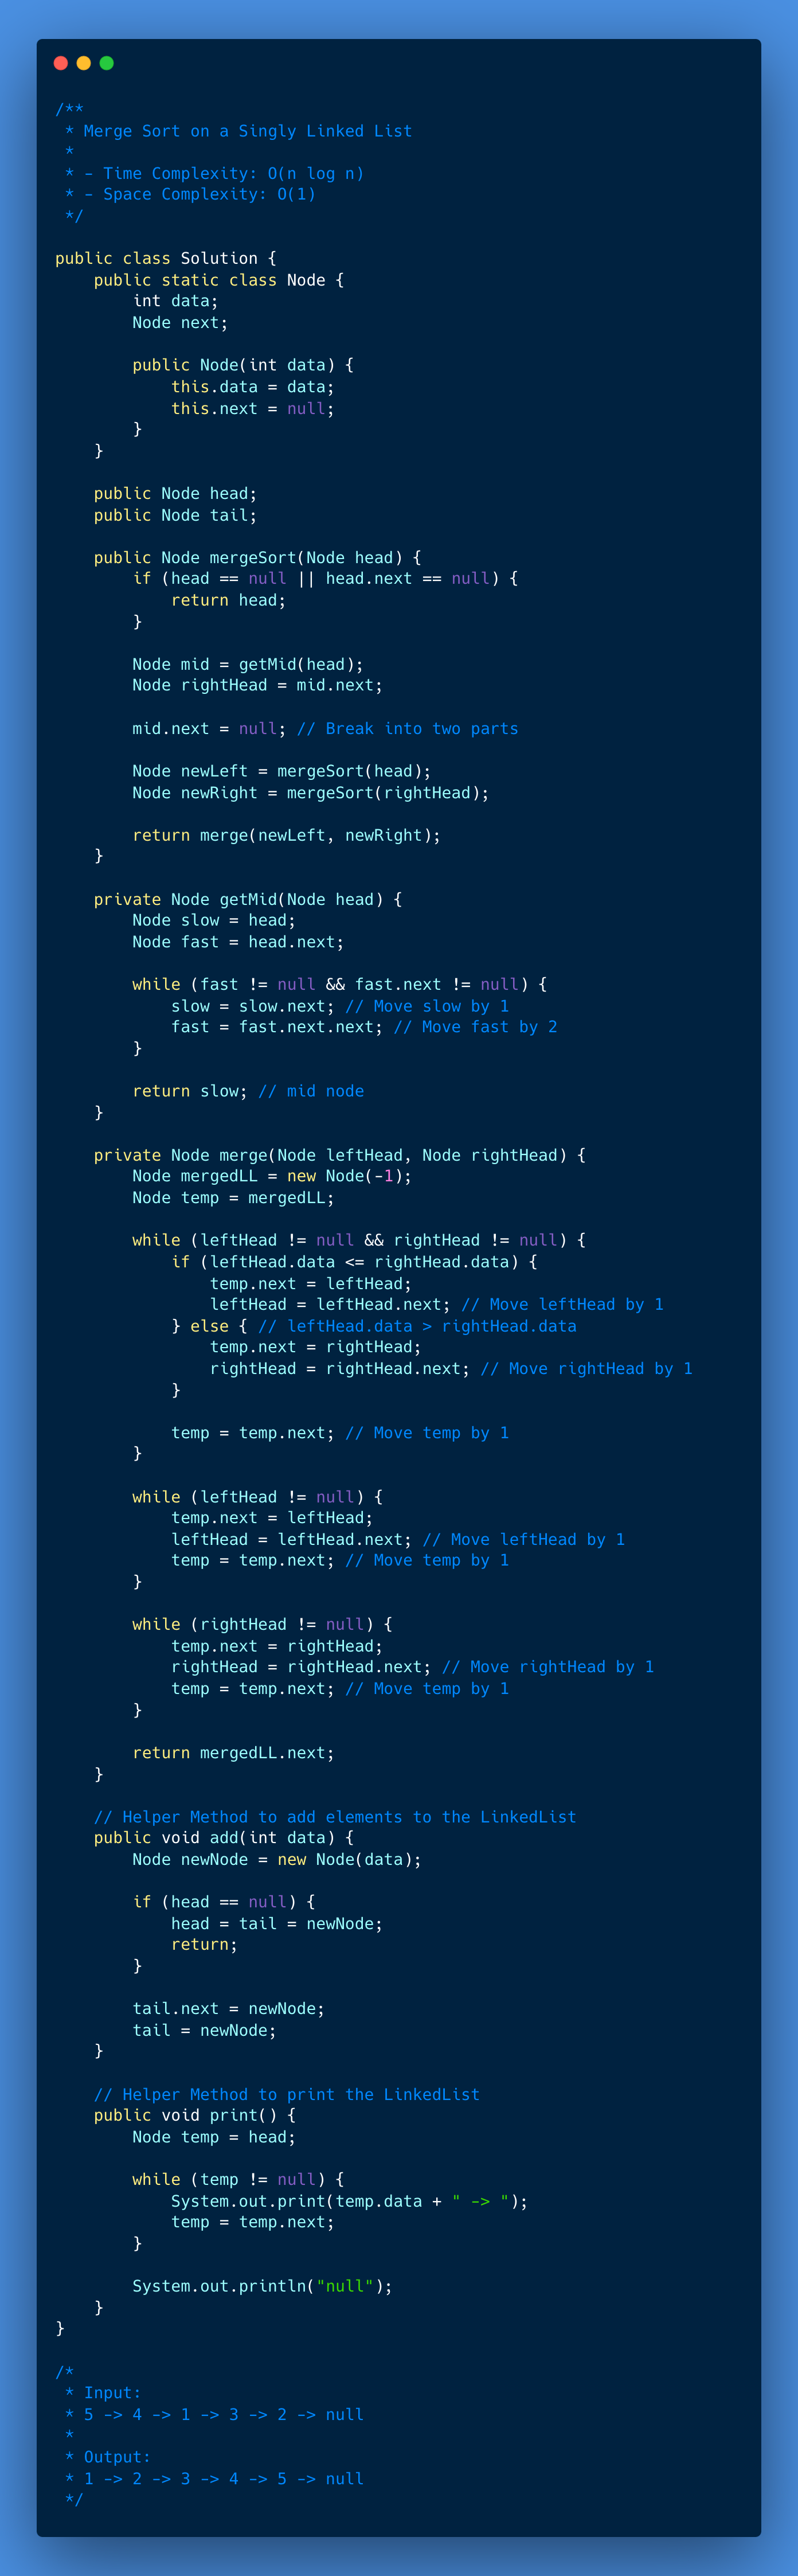 /**
 * Merge Sort on a Singly Linked List
 *
 * - Time Complexity: O(n log n)
 * - Space Complexity: O(1)
 */

public class Solution {
    public static class Node {
        int data;
        Node next;

        public Node(int data) {
            this.data = data;
            this.next = null;
        }
    }

    public Node head;
    public Node tail;

    public Node mergeSort(Node head) {
        if (head == null || head.next == null) {
            return head;
        }

        Node mid = getMid(head);
        Node rightHead = mid.next;

        mid.next = null; // Break into two parts

        Node newLeft = mergeSort(head);
        Node newRight = mergeSort(rightHead);

        return merge(newLeft, newRight);
    }

    private Node getMid(Node head) {
        Node slow = head;
        Node fast = head.next;

        while (fast != null && fast.next != null) {
            slow = slow.next; // Move slow by 1
            fast = fast.next.next; // Move fast by 2
        }

        return slow; // mid node
    }

    private Node merge(Node leftHead, Node rightHead) {
        Node mergedLL = new Node(-1);
        Node temp = mergedLL;

        while (leftHead != null && rightHead != null) {
            if (leftHead.data <= rightHead.data) {
                temp.next = leftHead;
                leftHead = leftHead.next; // Move leftHead by 1
            } else { // leftHead.data > rightHead.data
                temp.next = rightHead;
                rightHead = rightHead.next; // Move rightHead by 1
            }

            temp = temp.next; // Move temp by 1
        }

        while (leftHead != null) {
            temp.next = leftHead;
            leftHead = leftHead.next; // Move leftHead by 1
            temp = temp.next; // Move temp by 1
        }

        while (rightHead != null) {
            temp.next = rightHead;
            rightHead = rightHead.next; // Move rightHead by 1
            temp = temp.next; // Move temp by 1
        }

        return mergedLL.next;
    }

    // Helper Method to add elements to the LinkedList
    public void add(int data) {
        Node newNode = new Node(data);

        if (head == null) {
            head = tail = newNode;
            return;
        }

        tail.next = newNode;
        tail = newNode;
    }

    // Helper Method to print the LinkedList
    public void print() {
        Node temp = head;

        while (temp != null) {
            System.out.print(temp.data + " -> ");
            temp = temp.next;
        }

        System.out.println("null");
    }
}

/*
 * Input:
 * 5 -> 4 -> 1 -> 3 -> 2 -> null
 *
 * Output:
 * 1 -> 2 -> 3 -> 4 -> 5 -> null
 */